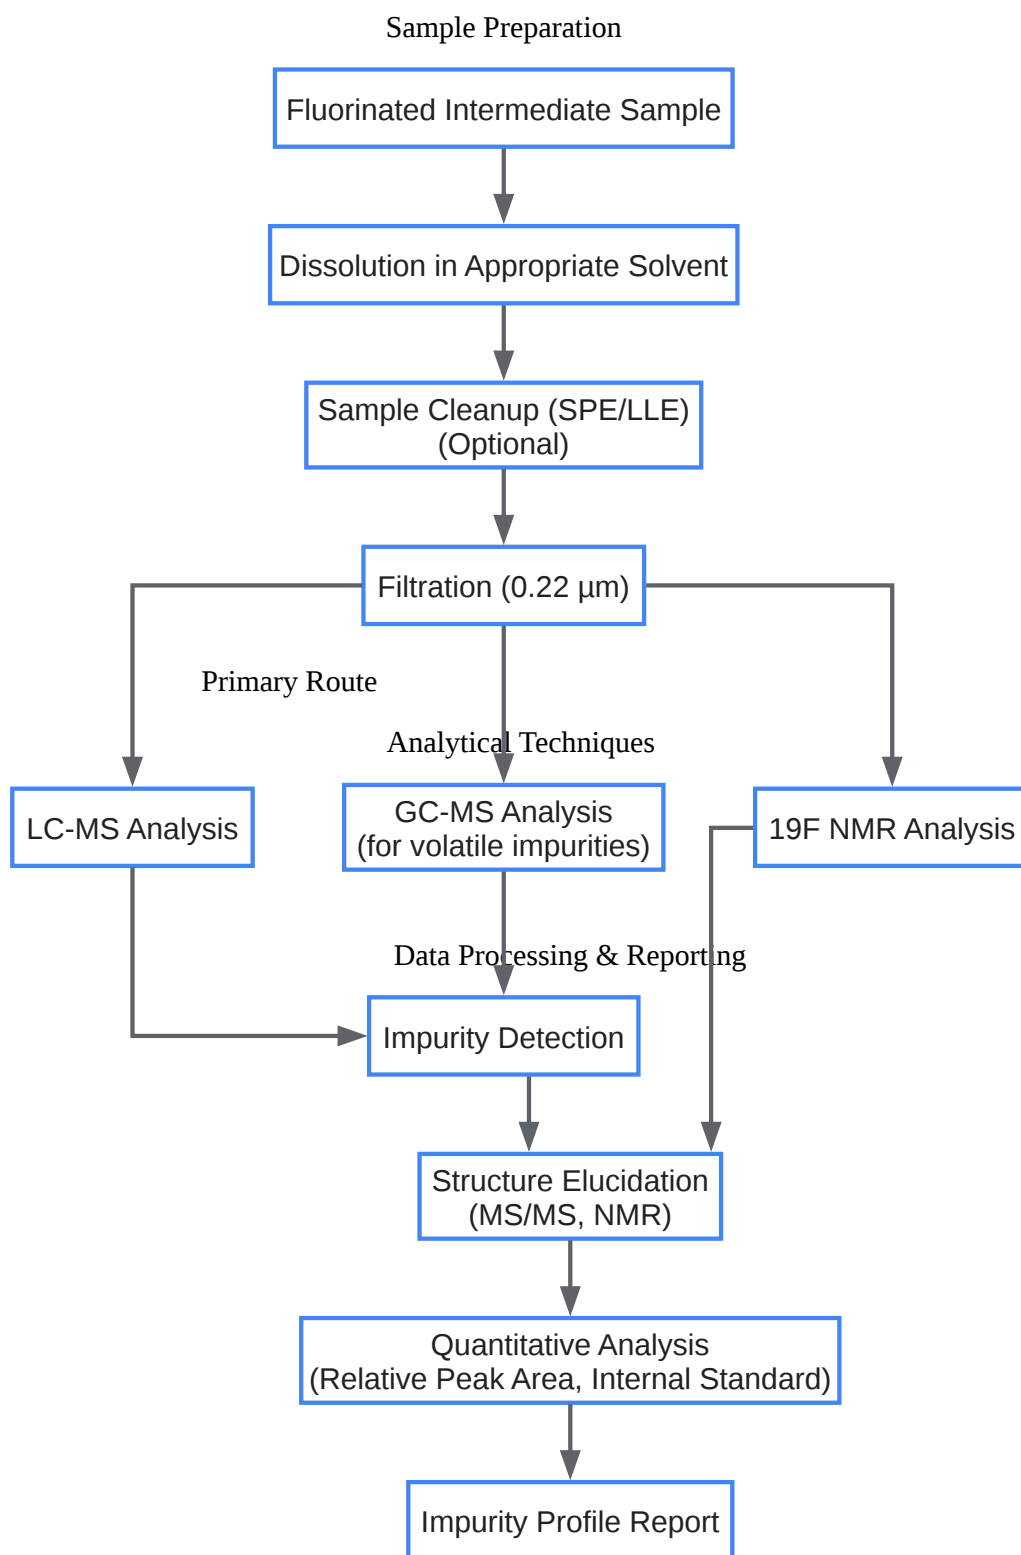 Sample Preparation
Fluorinated Intermediate Sample
Dissolution in Appropriate Solvent
Sample Cleanup (SPE/LLE)
(Optional)
Filtration (0.22 µm)
Primary Route
Analytical Techniques
LC-MS Analysis
GC-MS Analysis
(for volatile impurities)
19F NMR Analysis
Data Processing & Reporting
Impurity Detection
Structure Elucidation
(MS/MS, NMR)
Quantitative Analysis
(Relative Peak Area, Internal Standard)
Impurity Profile Report